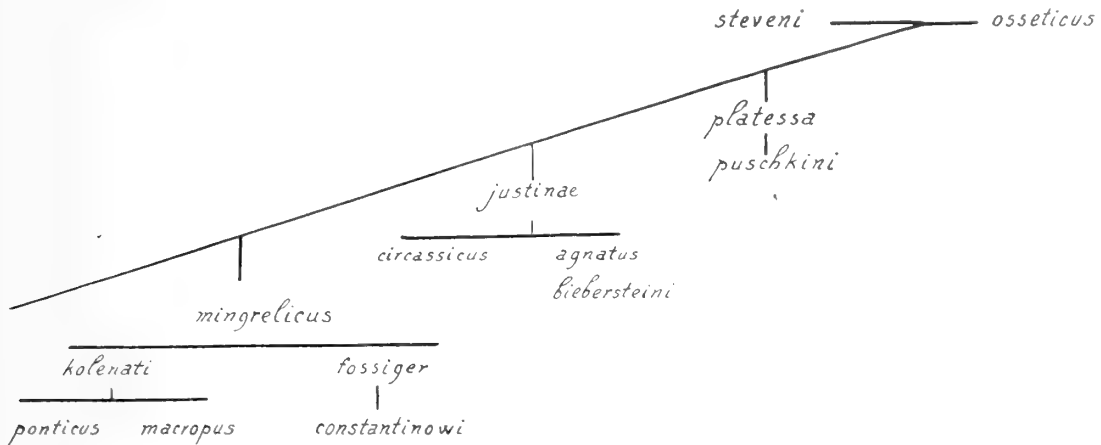 steveni osseticus
platessa
puschkini
justinae
circassicus agnatus
biebersteini
mingrelicus
kolenati fossiger
ponticus macropus constantinowi